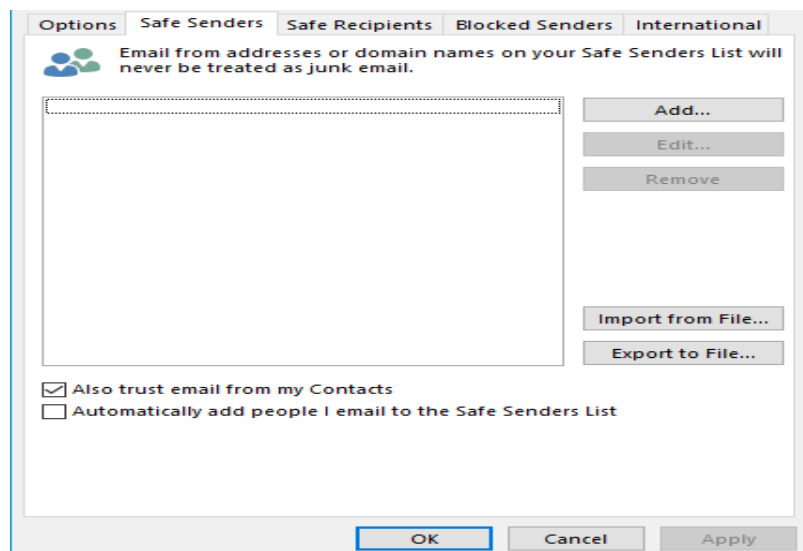 Options Safe Senders Safe Recipients Blocked Senders International
Email from addresses or domain names on your Safe Senders List will
never be treated as junk email.
Add...
Edit...
Remove
Import from File...
Export to File...
Also trust email from my Contacts
Automatically add people I email to the Safe Senders List
OK Cancel Apply